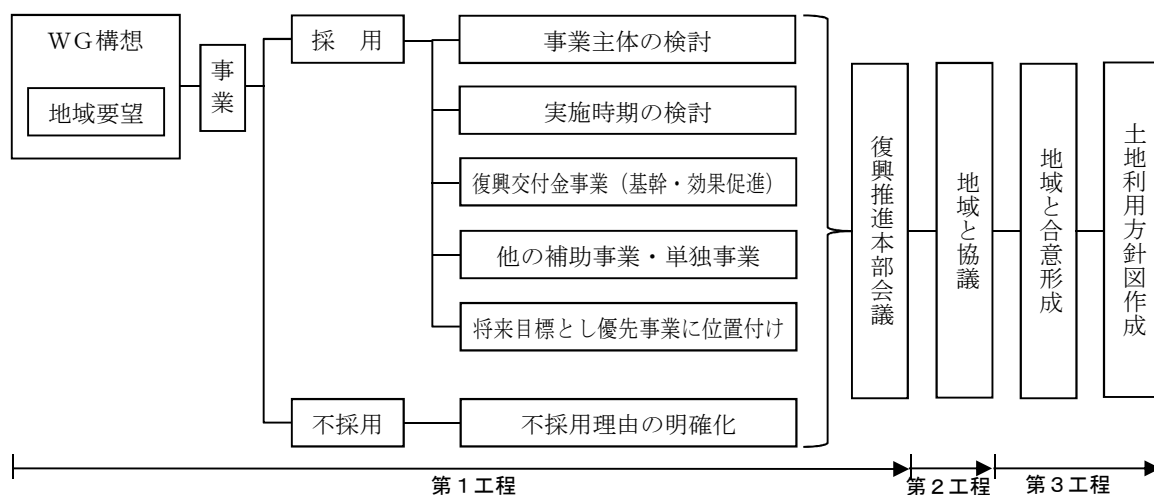 WG構想
地域要望
事業
採 用
事業主体の検討
実施時期の検討
復興交付金事業（基幹・効果促進）
他の補助事業・単独事業
将来目標とし優先事業に位置付け
不採用
不採用理由の明確化
復興推進本部会議
地域と協議
地域と合意形成
土地利用方針図作成
第1工程
第2工程
第3工程